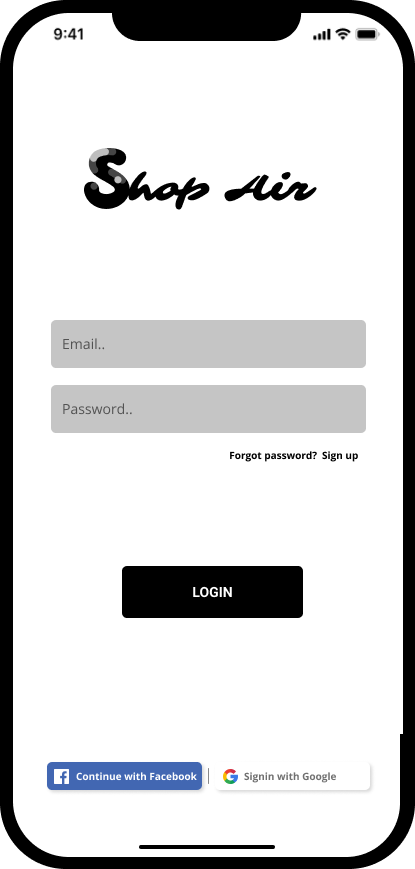 9:41
Shop Air
Email..
Password..
Forgot password? Sign up
LOGIN
Continue with Facebook | Signin with Google